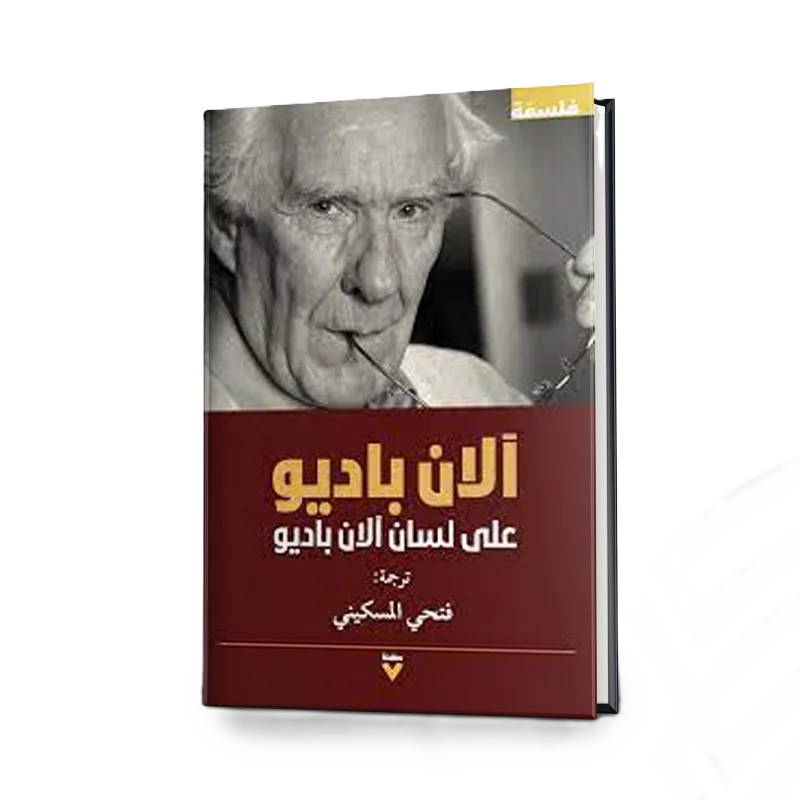 فلسفة
آلان باديو
على لسان آلان باديو
ترجمة:
فتحي المسكيني